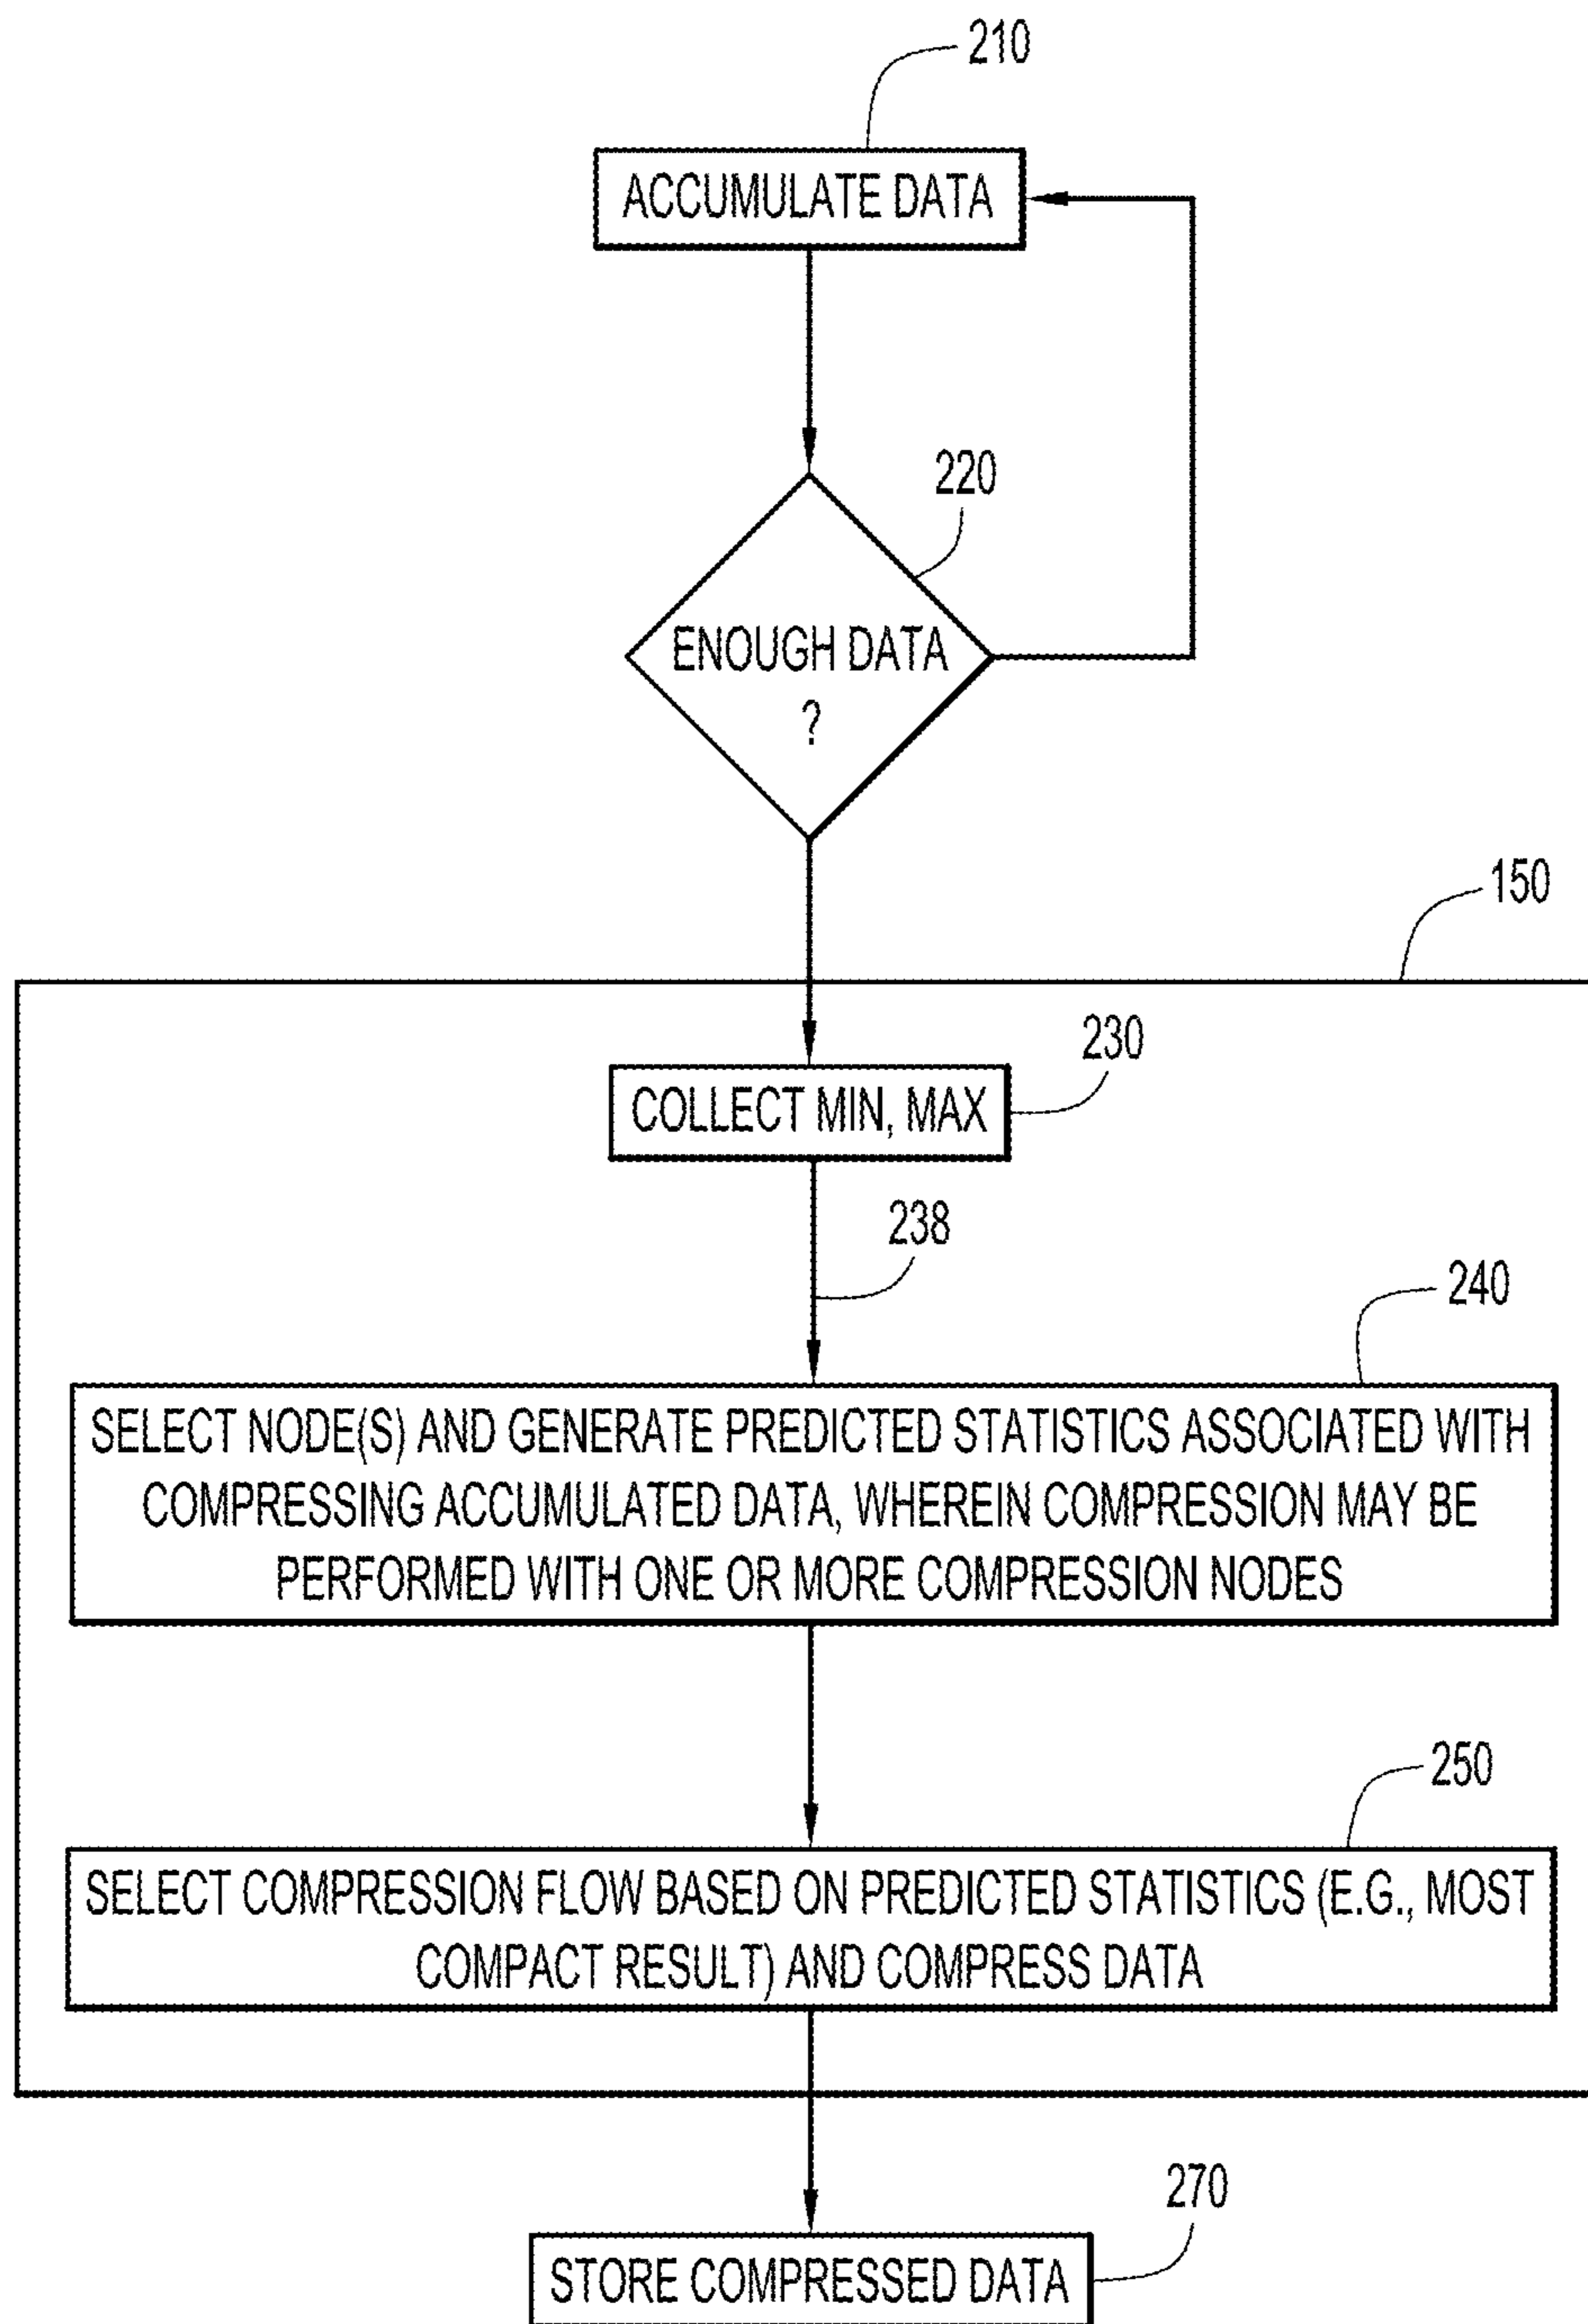 210
ACCUMULATE DATA
220
ENOUGH DATA
?
150
230
COLLECT MIN, MAX
238
240
SELECT NODE(S) AND GENERATE PREDICTED STATISTICS ASSOCIATED WITH
COMPRESSING ACCUMULATED DATA, WHEREIN COMPRESSION MAY BE
PERFORMED WITH ONE OR MORE COMPRESSION NODES
250
SELECT COMPRESSION FLOW BASED ON PREDICTED STATISTICS (E.G., MOST
COMPACT RESULT) AND COMPRESS DATA
270
STORE COMPRESSED DATA